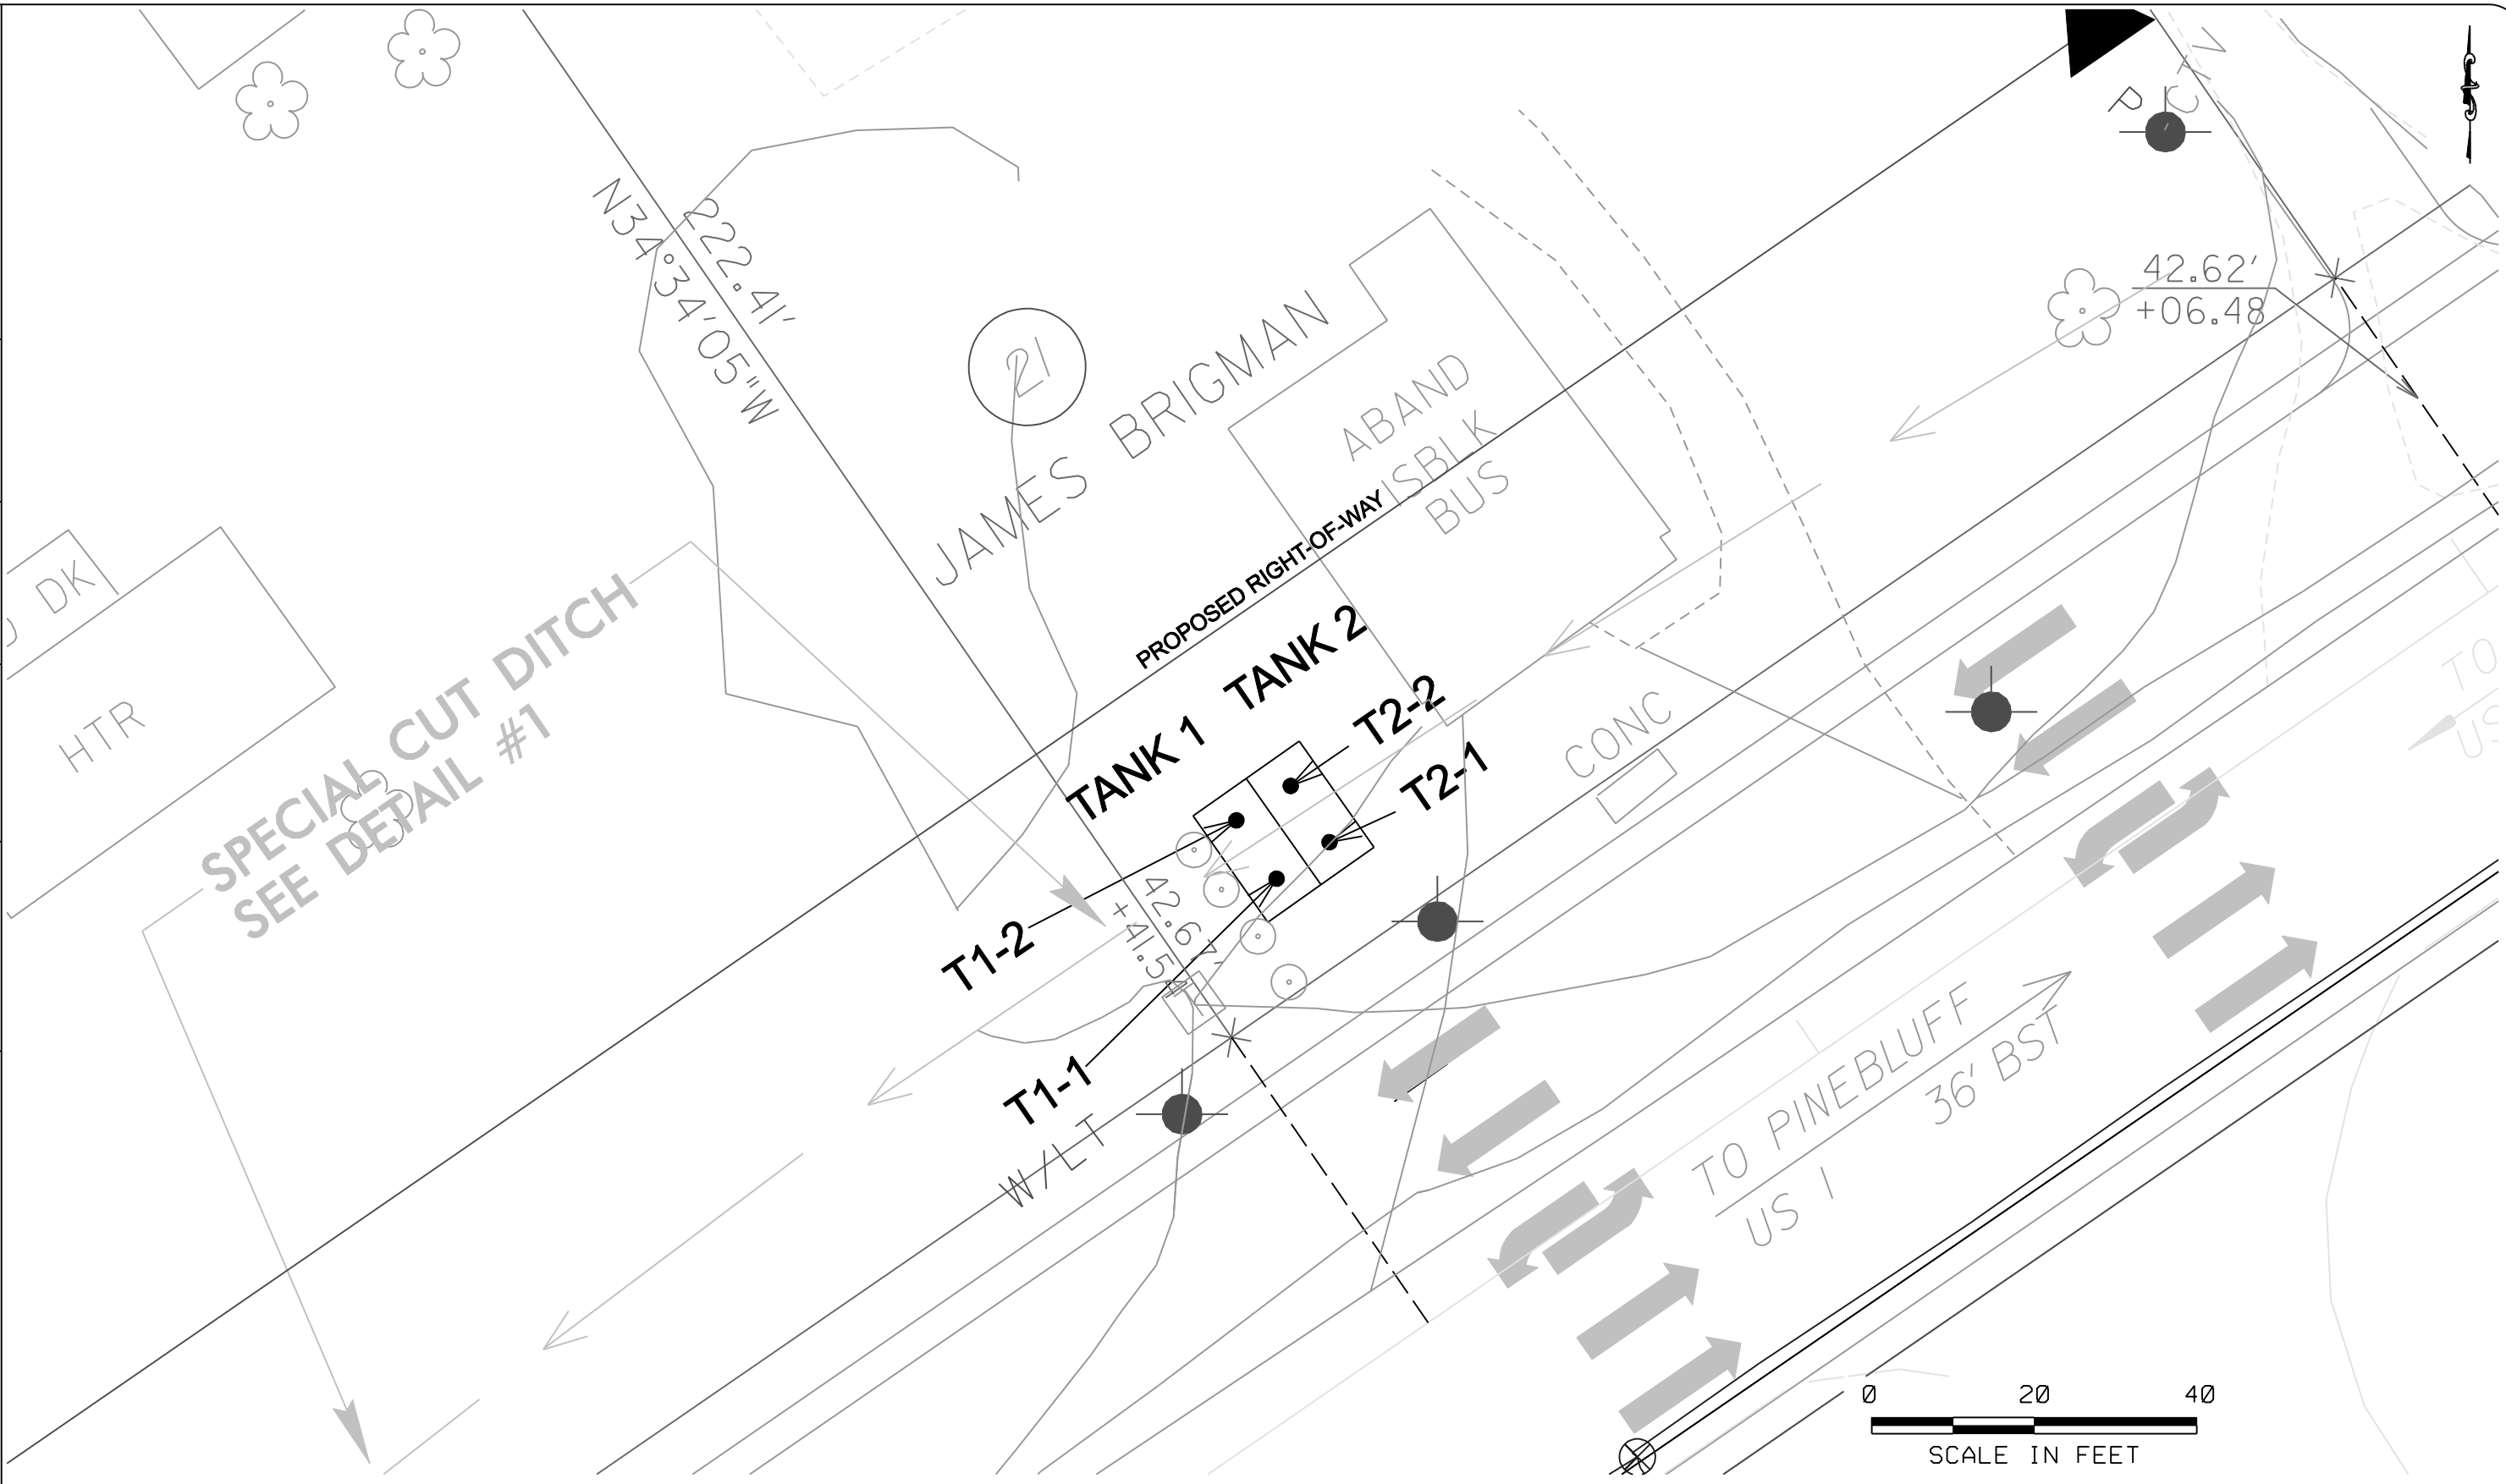 N34°34'05"W
222.41'
2
JAMES BRIGMAN
ABAND
ISBLK
BUS
42.62'
+06.48
PROPOSED RIGHT-OF-WAY
TANK 1
TANK 2
T2-2
T2-1
T1-2
T1-1
CONC
DK
HTR
SPECIAL CUT DITCH
SEE DETAIL #1
W/LT
TO PINEBLUFF
US 1
36' BST
TO
US
0 20 40
SCALE IN FEET